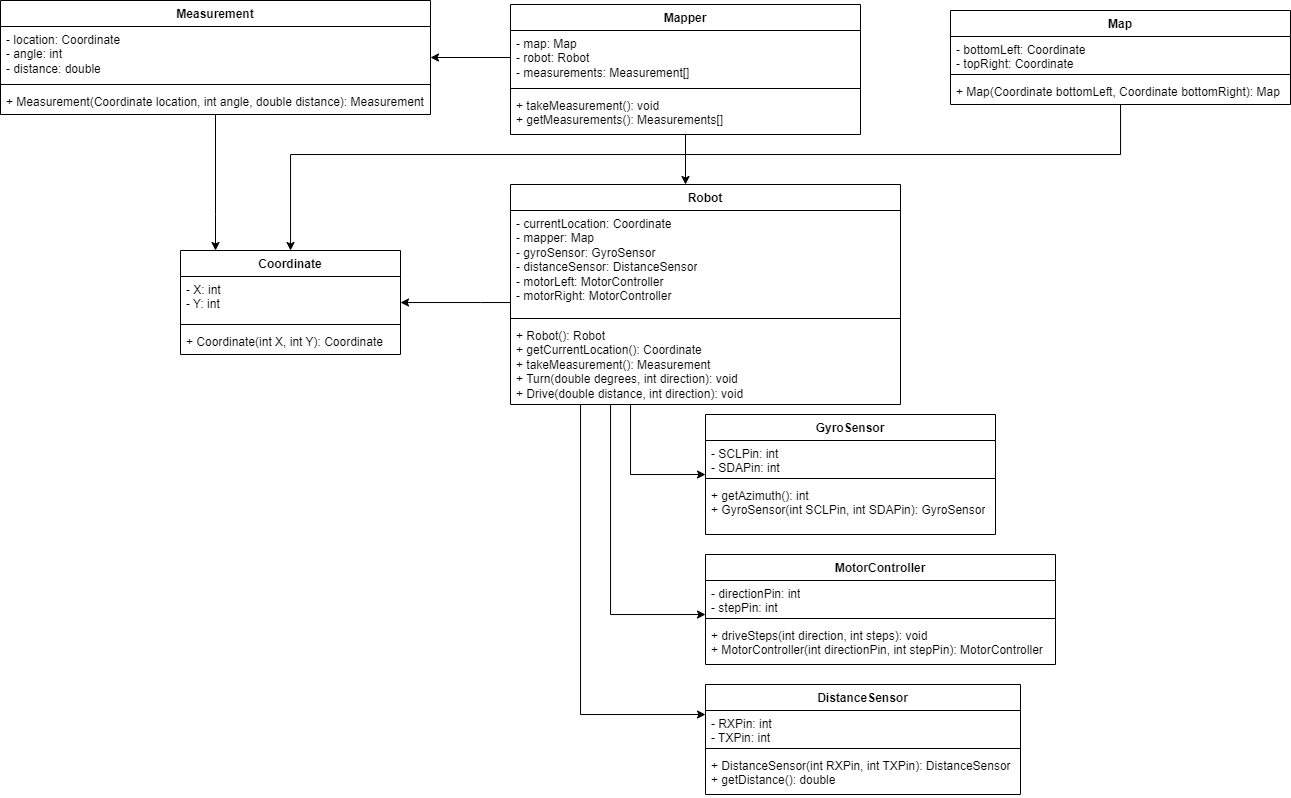 Measurement
- location: Coordinate
- angle: int
- distance: double
+ Measurement(Coordinate location, int angle, double distance): Measurement
Mapper
- map: Map
- robot: Robot
- measurements: Measurement[]
+ takeMeasurement(): void
+ getMeasurements(): Measurements[]
Map
- bottomLeft: Coordinate
- topRight: Coordinate
+ Map(Coordinate bottomLeft, Coordinate bottomRight): Map
Coordinate
- X: int
- Y: int
+ Coordinate(int X, int Y): Coordinate
Robot
- currentLocation: Coordinate
- mapper: Map
- gyroSensor: GyroSensor
- distanceSensor: DistanceSensor
- motorLeft: MotorController
- motorRight: MotorController
+ Robot(): Robot
+ getCurrentLocation(): Coordinate
+ takeMeasurement(): Measurement
+ Turn(double degrees, int direction): void
+ Drive(double distance, int direction): void
GyroSensor
- SCLPin: int
- SDAPin: int
+ getAzimuth(): int
+ GyroSensor(int SCLPin, int SDAPin): GyroSensor
MotorController
- directionPin: int
- stepPin: int
+ driveSteps(int direction, int steps): void
+ MotorController(int directionPin, int stepPin): MotorController
DistanceSensor
- RXPin: int
- TXPin: int
+ DistanceSensor(int RXPin, int TXPin): DistanceSensor
+ getDistance(): double